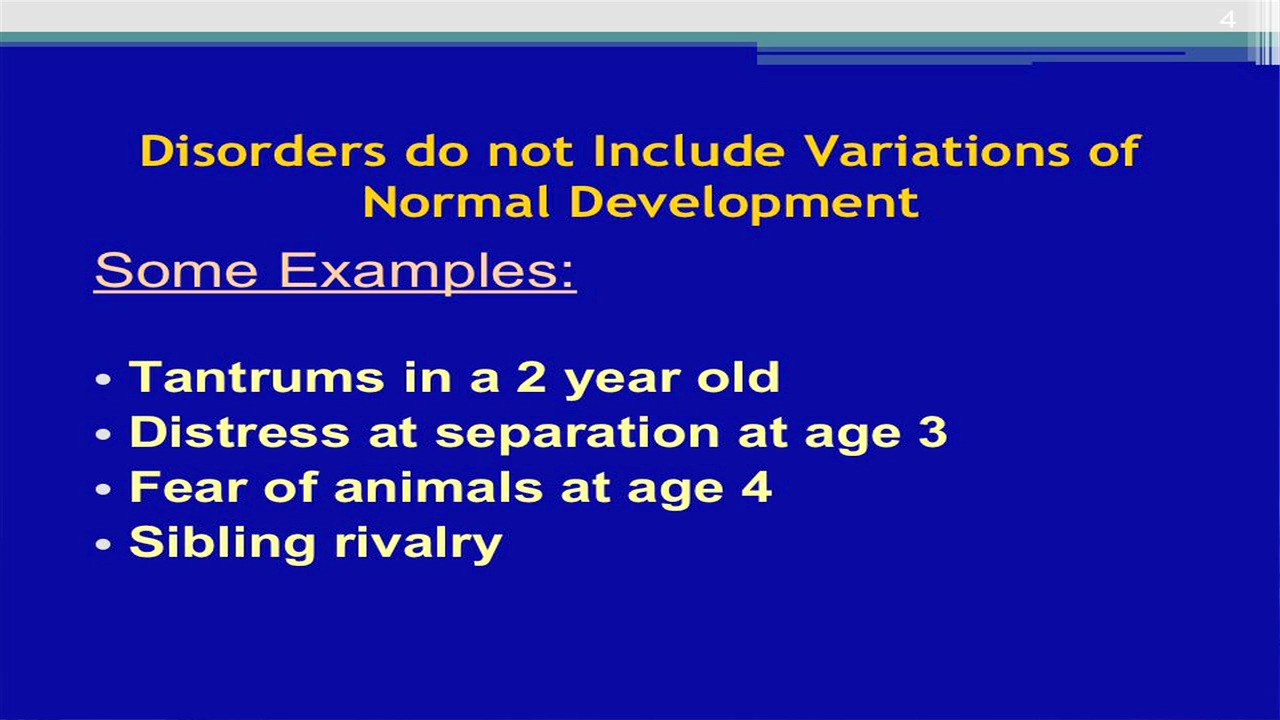 4
Disorders do not Include Variations of
Normal Development
Some Examples:
• Tantrums in a 2 year old
• Distress at separation at age 3
• Fear of animals at age 4
• Sibling rivalry